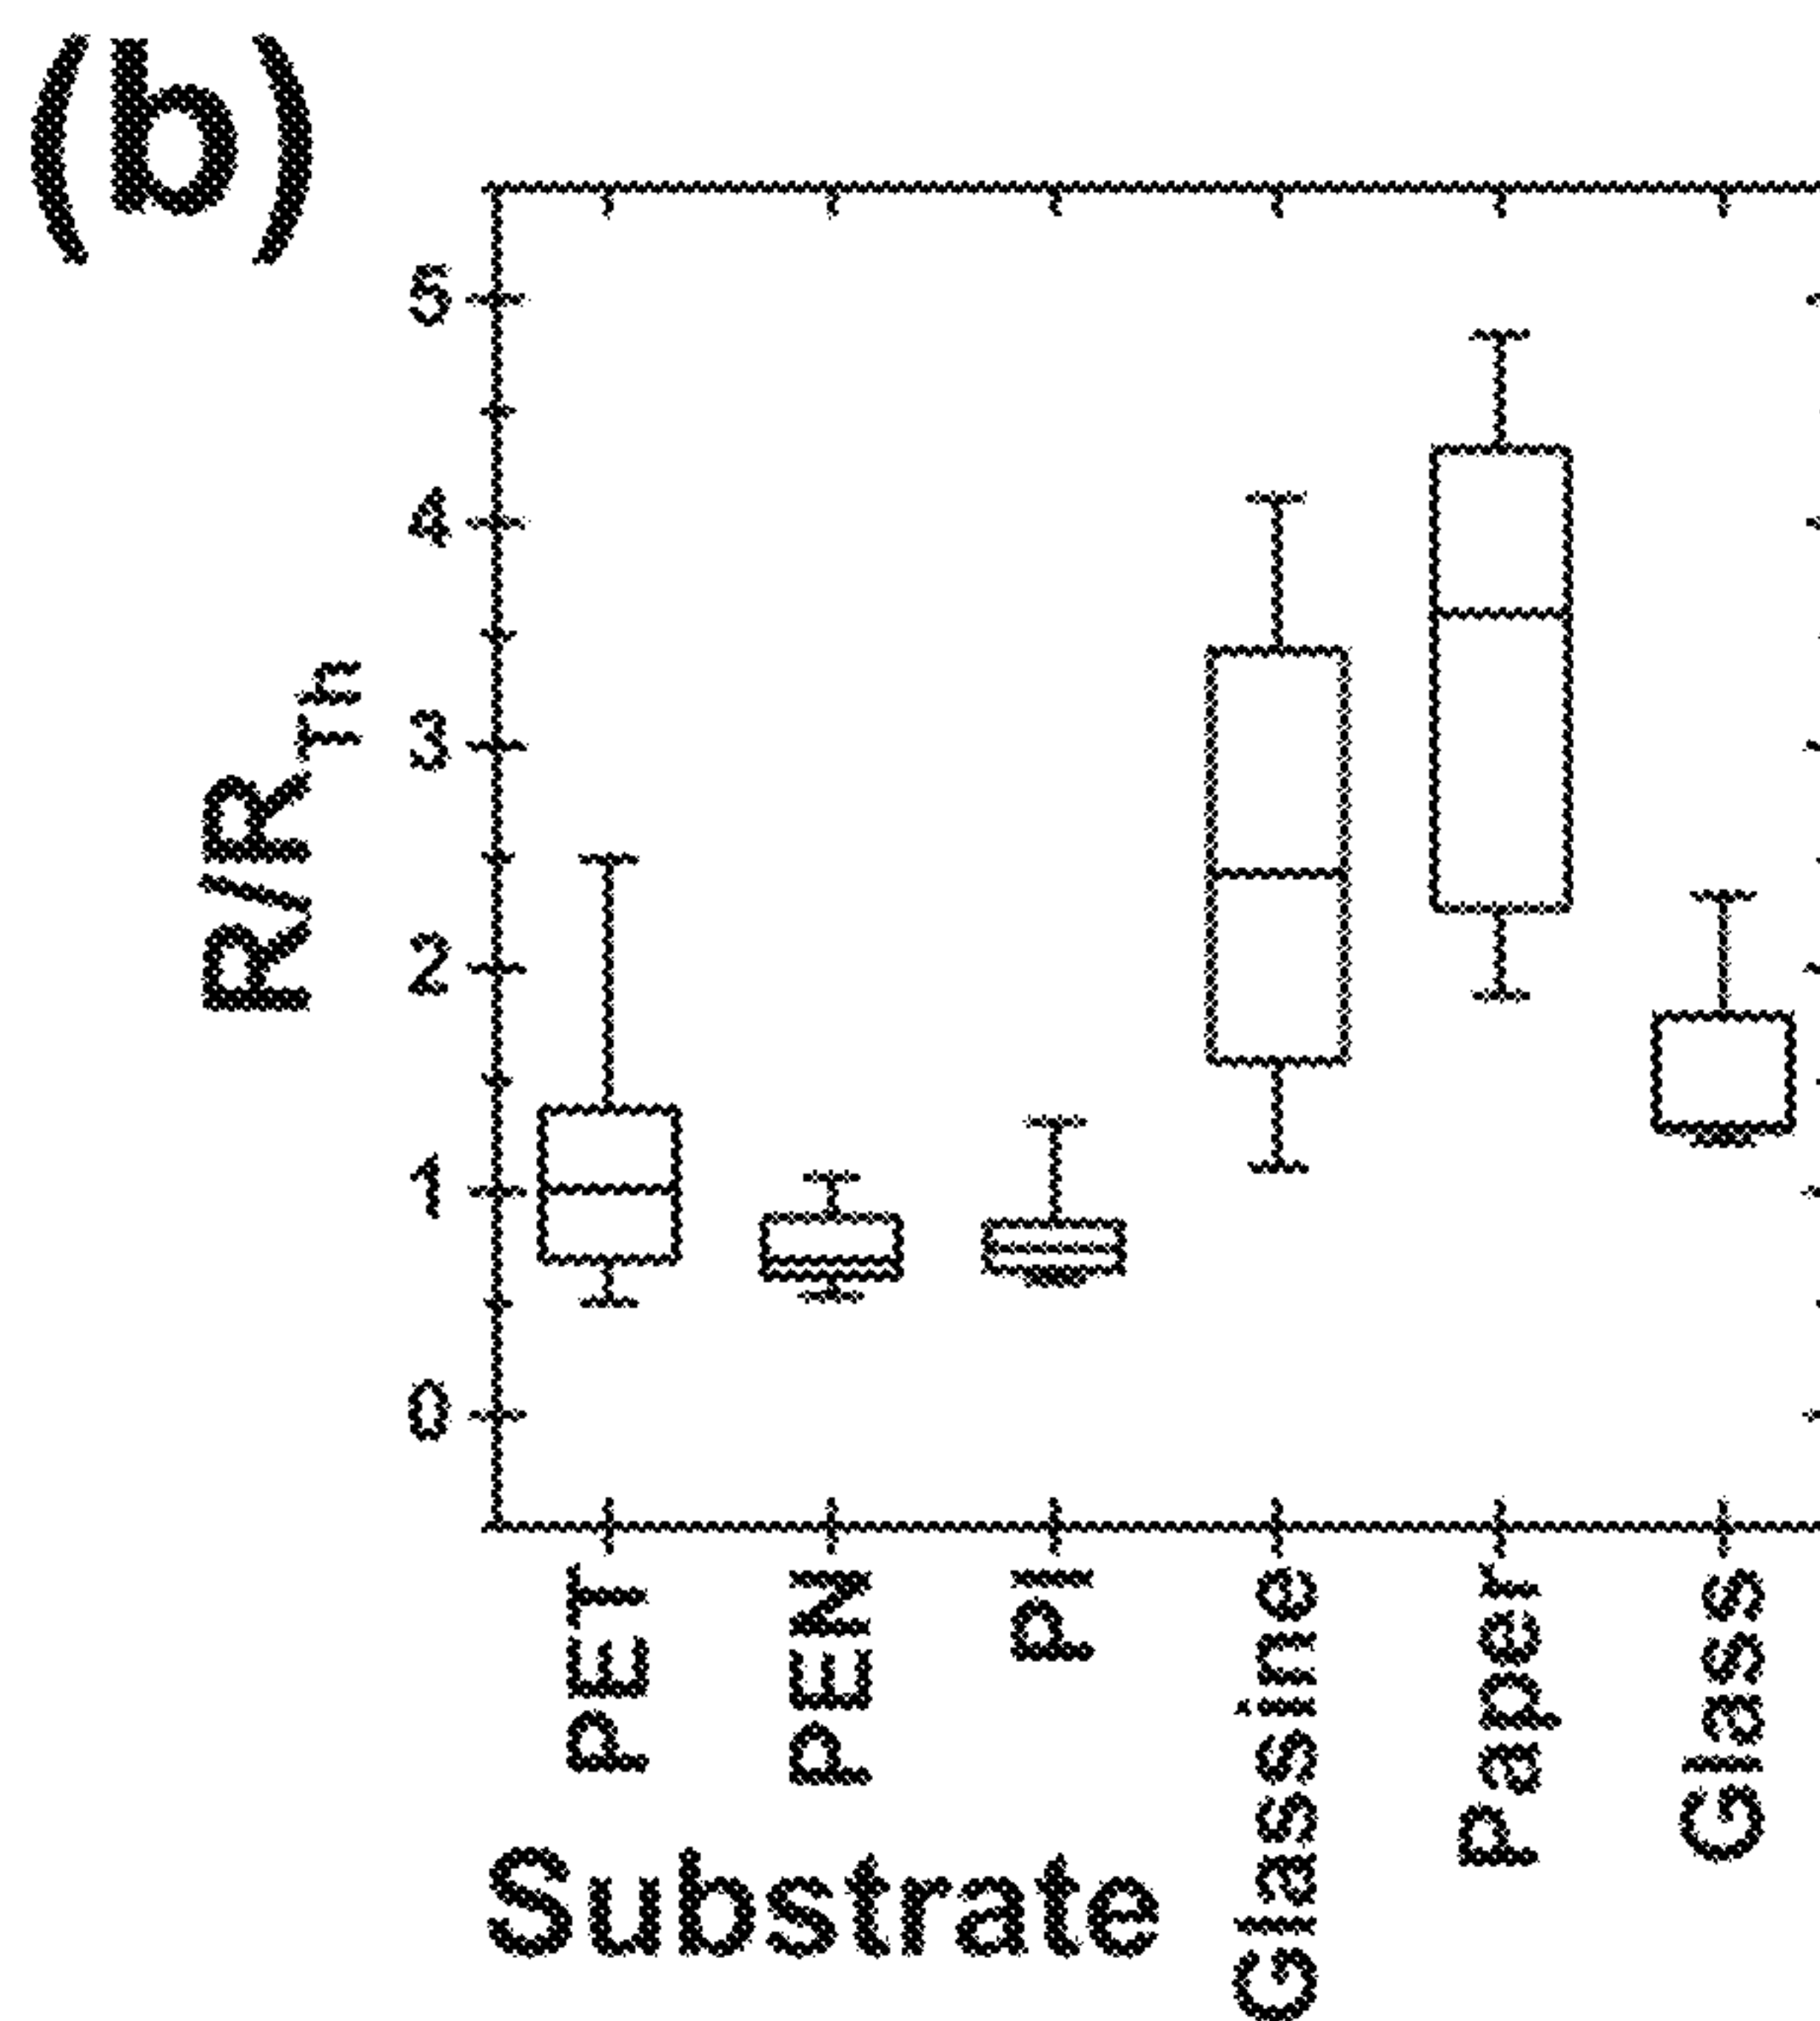 (b)
R/R_Th
5
4
3
2
1
0
PET
PEN
PI
Glassine
Paper
Glass
Substrate